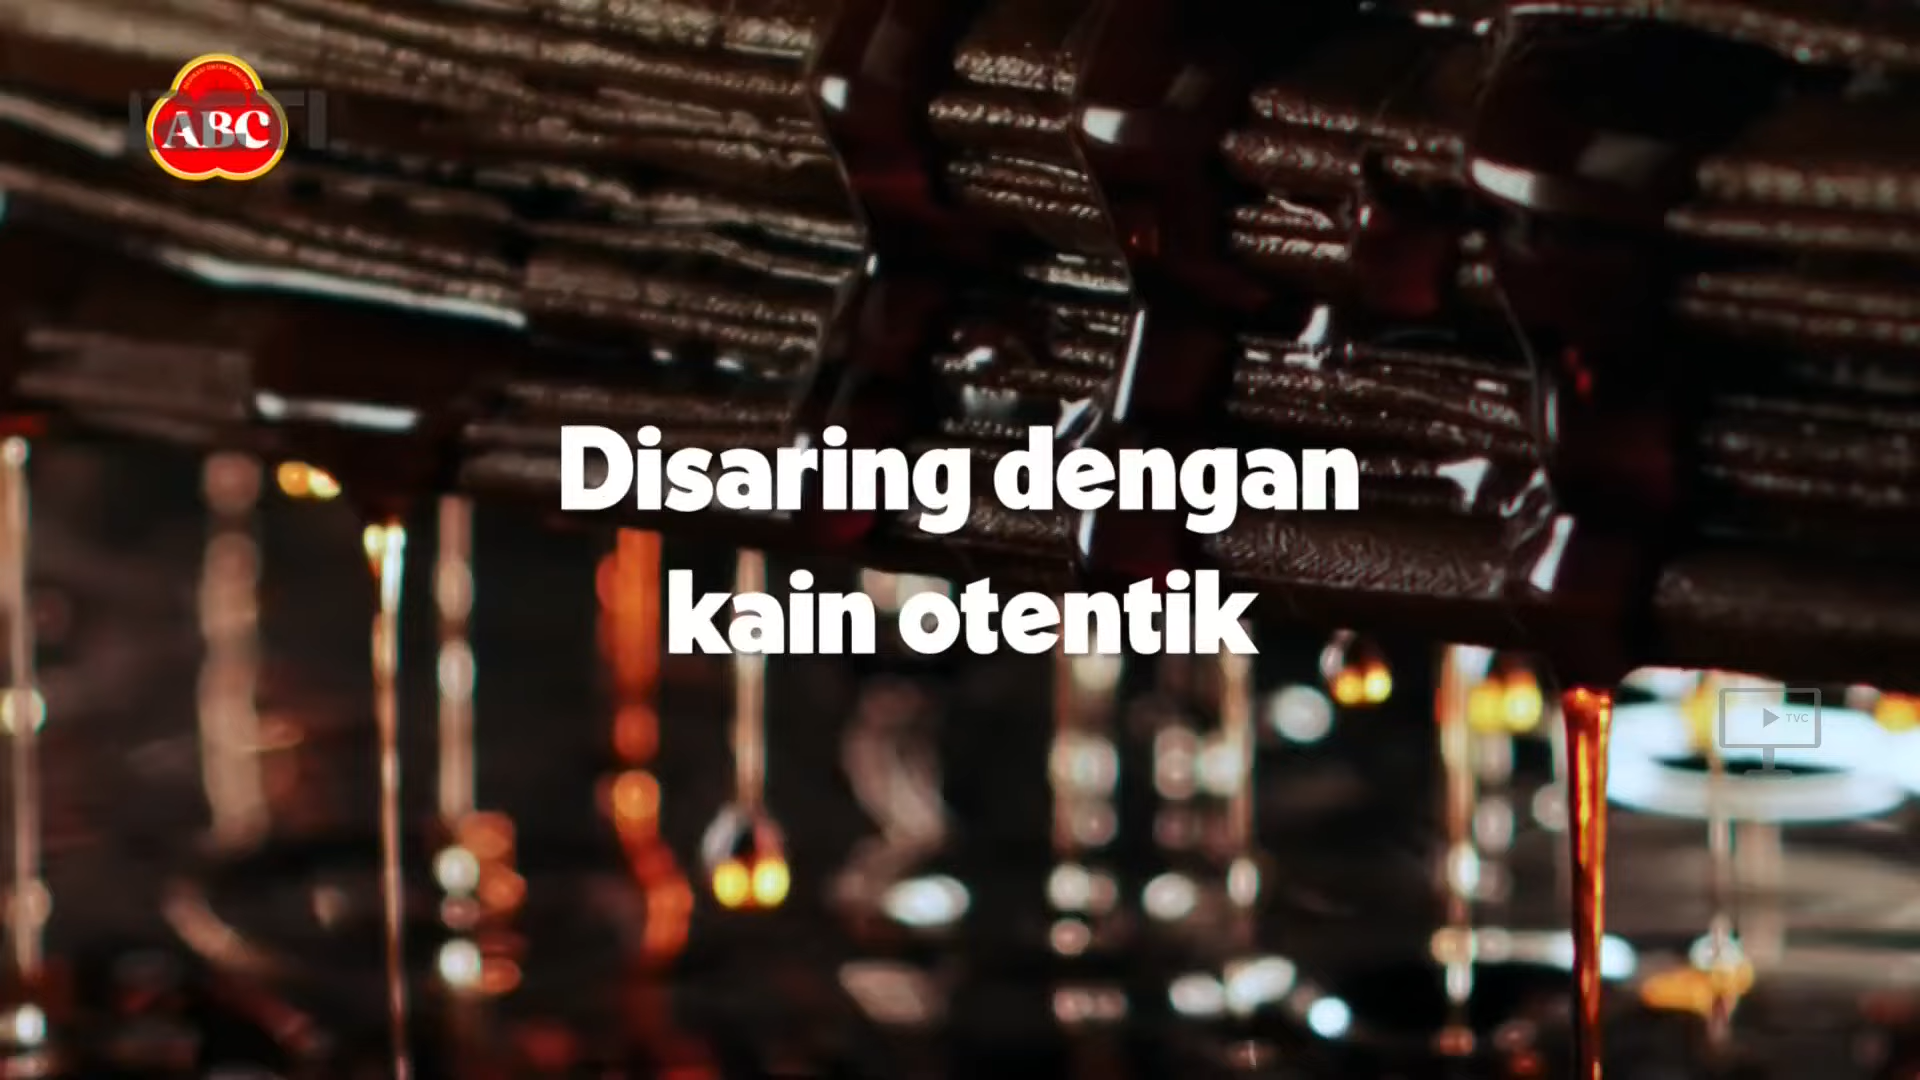 ABC
Disaring dengan
kain otentik
TVC